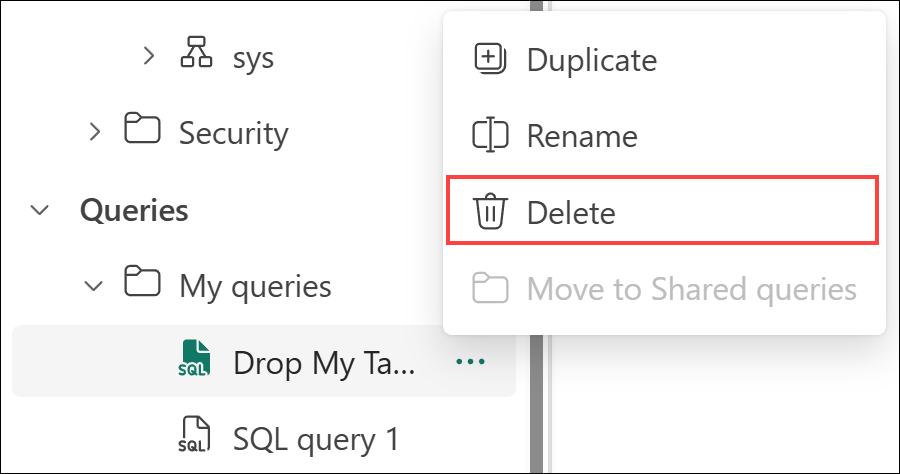 sys
Security
Queries
My queries
SQL Drop My Ta...
SQL SQL query 1
Duplicate
Rename
Delete
Move to Shared queries